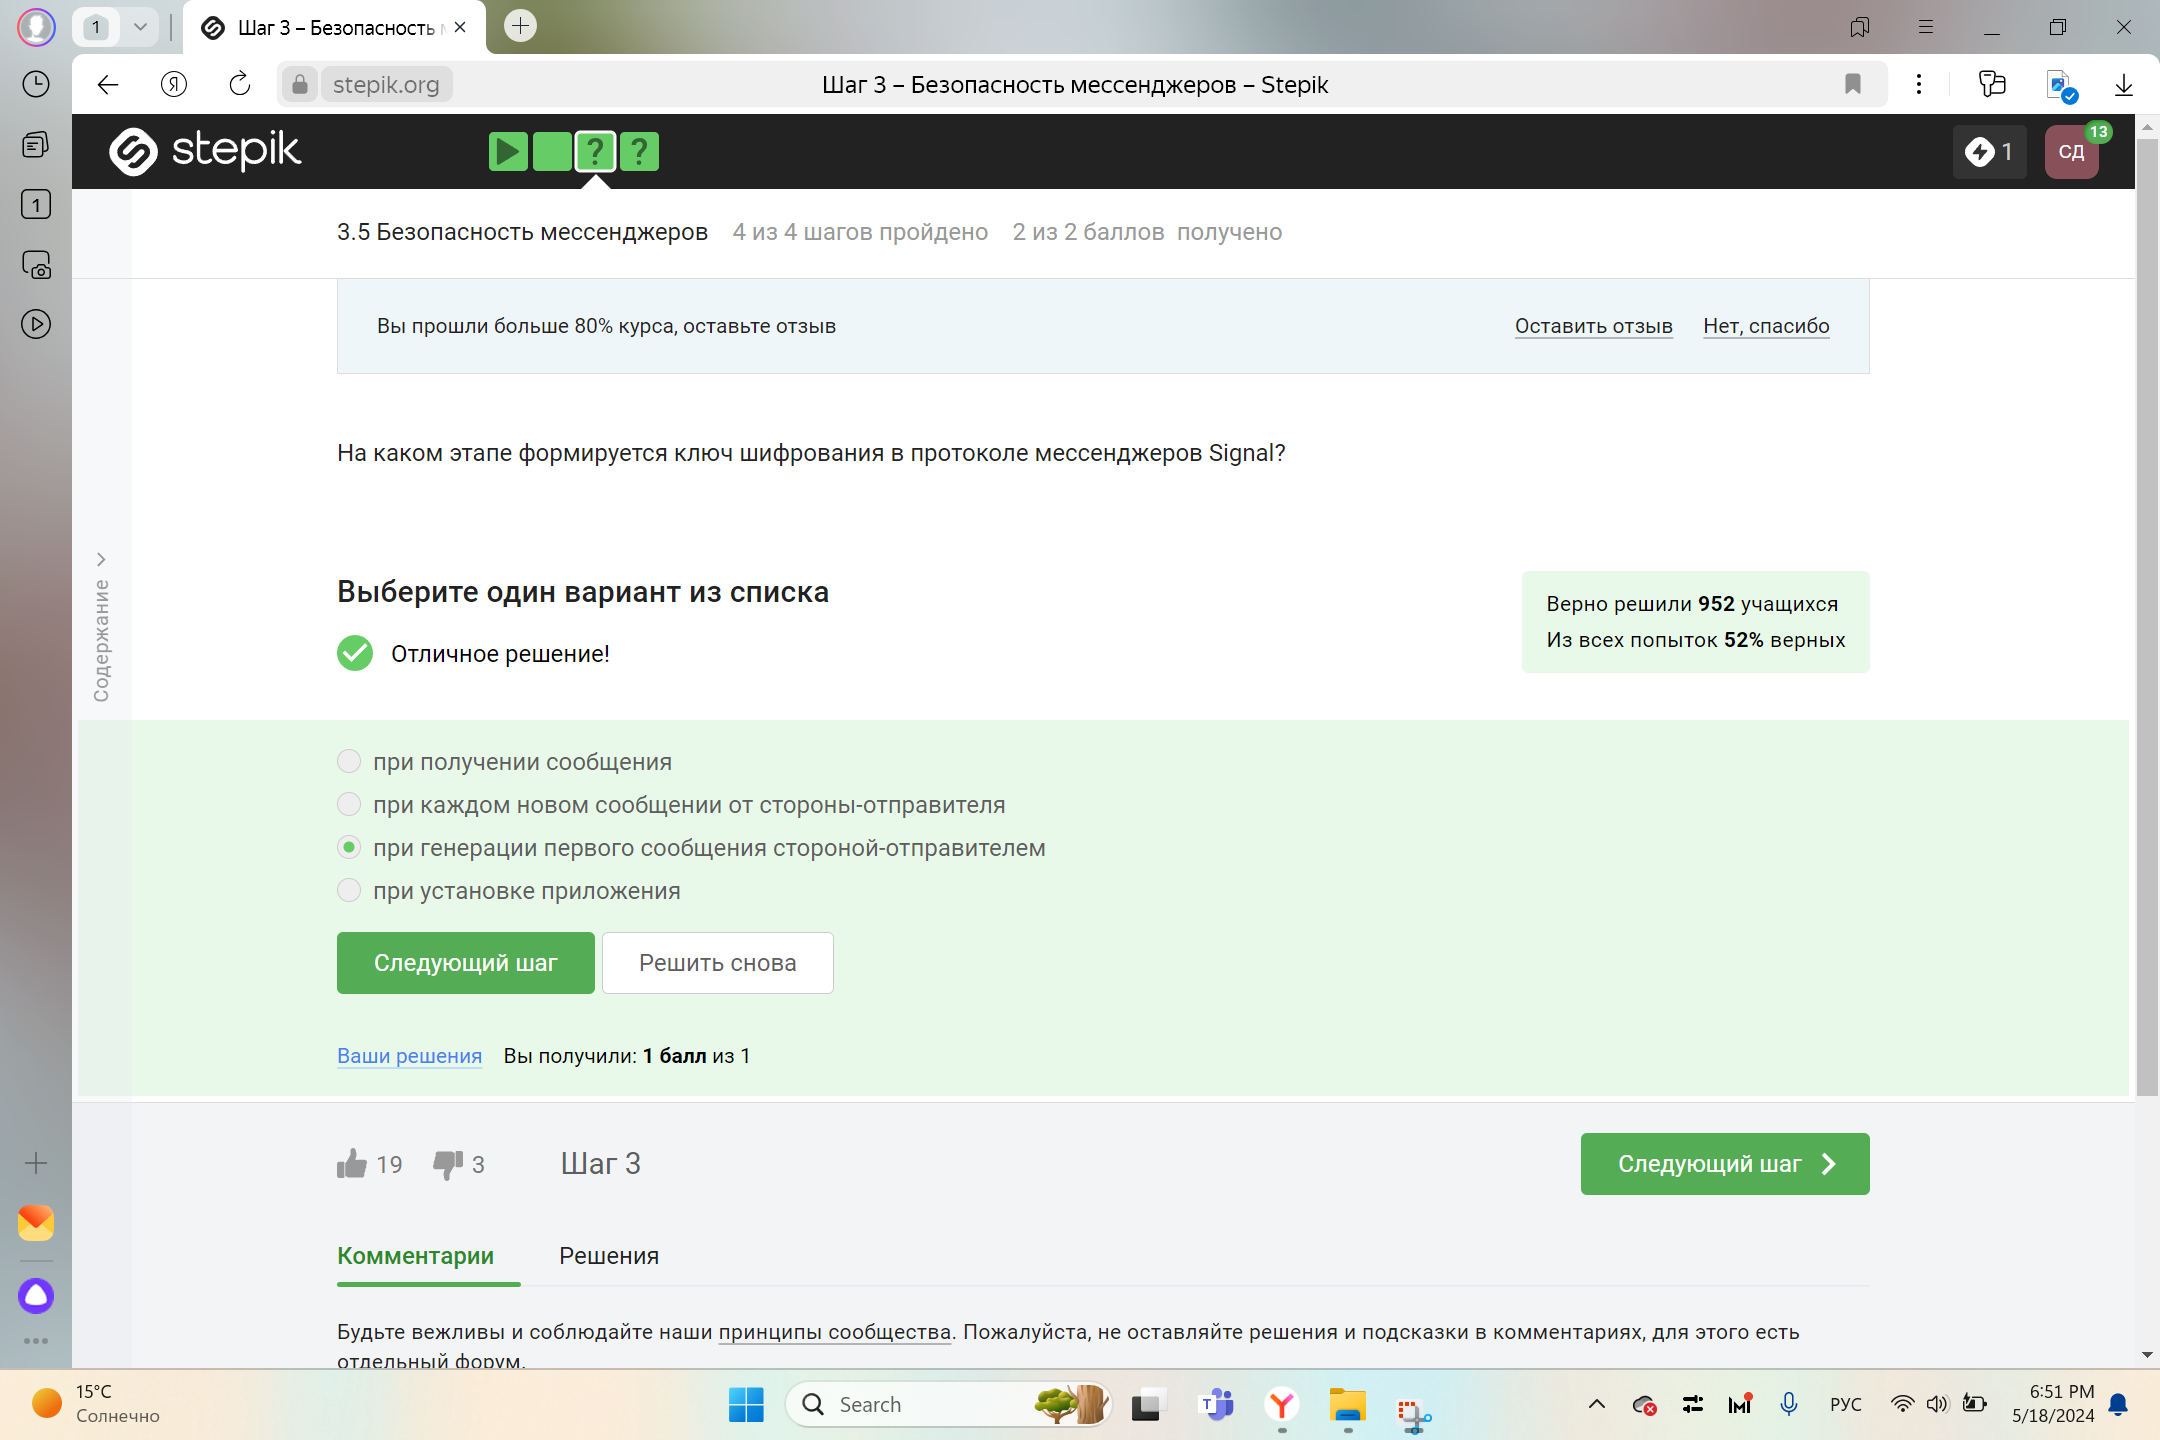 1
Шаг 3 – Безопасность
stepik.org
Шаг 3 – Безопасность мессенджеров – Stepik
1
stepik
? ?
1
СД
13
3.5 Безопасность мессенджеров 4 из 4 шагов пройдено 2 из 2 баллов получено
Содержание
Вы прошли больше 80% курса, оставьте отзыв
Оставить отзыв Нет, спасибо
На каком этапе формируется ключ шифрования в протоколе мессенджеров Signal?
Выберите один вариант из списка
Отличное решение!
Верно решили 952 учащихся
Из всех попыток 52% верных
при получении сообщения
при каждом новом сообщении от стороны-отправителя
при генерации первого сообщения стороной-отправителем
при установке приложения
Следующий шаг Решить снова
Ваши решения Вы получили: 1 балл из 1
19 3 Шаг 3
Следующий шаг
Комментарии Решения
Будьте вежливы и соблюдайте наши принципы сообщества. Пожалуйста, не оставляйте решения и подсказки в комментариях, для этого есть
отдельный форум.
15°C
Солнечно
Search
РУС
6:51 PM
5/18/2024